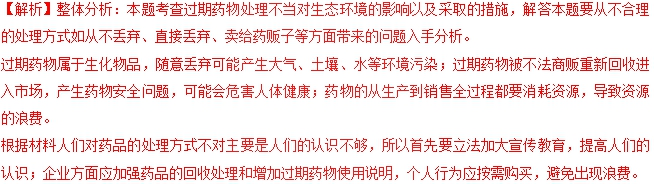 【解析】整体分析：本题考查过期药物处理不当对生态环境的影响以及采取的措施，解答本题要从不合理
的处理方式如从不丢弃、直接丢弃、卖给药贩子等方面带来的问题入手分析。
过期药物属于生化物品，随意丢弃可能产生大气、土壤、水等环境污染；过期药物被不法商贩重新回收进
入市场，产生药物安全问题，可能会危害人体健康；药物的从生产到销售全过程都要消耗资源，导致资源
的浪费。
根据材料人们对药品的处理方式不对主要是人们的认识不够，所以首先要立法加大宣传教育，提高人们的
认识；企业方面应加强药品的回收处理和增加过期药物使用说明，个人行为应按需购买，避免出现浪费。